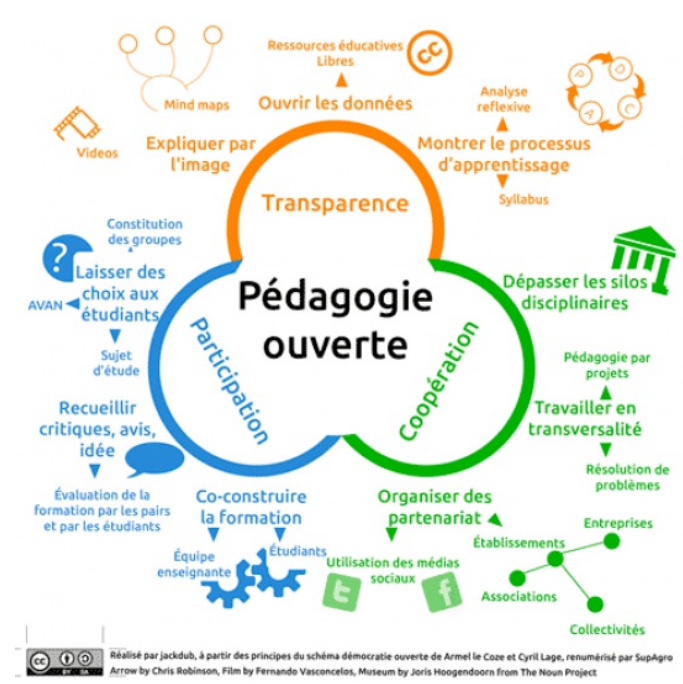 Ressources éducatives
Libres
cc
Ouvrir les données
Mind maps
Videos
Expliquer par
l'image
Analyse
reflexive
P
D
C
A
Montrer le processus
d'apprentissage
Syllabus
Transparence
Pédagogie
ouverte
Participation
Coopération
Constitution
des groupes
?
Laisser des
choix aux
étudiants
AVAN
Sujet
d'étude
Recueillir
critiques, avis,
idée
Évaluation de la
formation par les pairs
et par les étudiants
Co-construire
la formation
Équipe
enseignante
Étudiants
Dépasser les silos
disciplinaires
Pédagogie par
projets
Travailler en
transversalité
Résolution de
problèmes
Organiser des
partenariat
Utilisation des médias
sociaux
t
f
Établissements
Entreprises
Associations
Collectivités
cc BY SA
Réalisé par jackdub, à partir des principes du schéma démocratie ouverte de Armel le Coze et Cyril Lage, renumérisé par SupAgro
Arrow by Chris Robinson, Film by Fernando Vasconcelos, Museum by Joris Hoogendoorn from The Noun Project